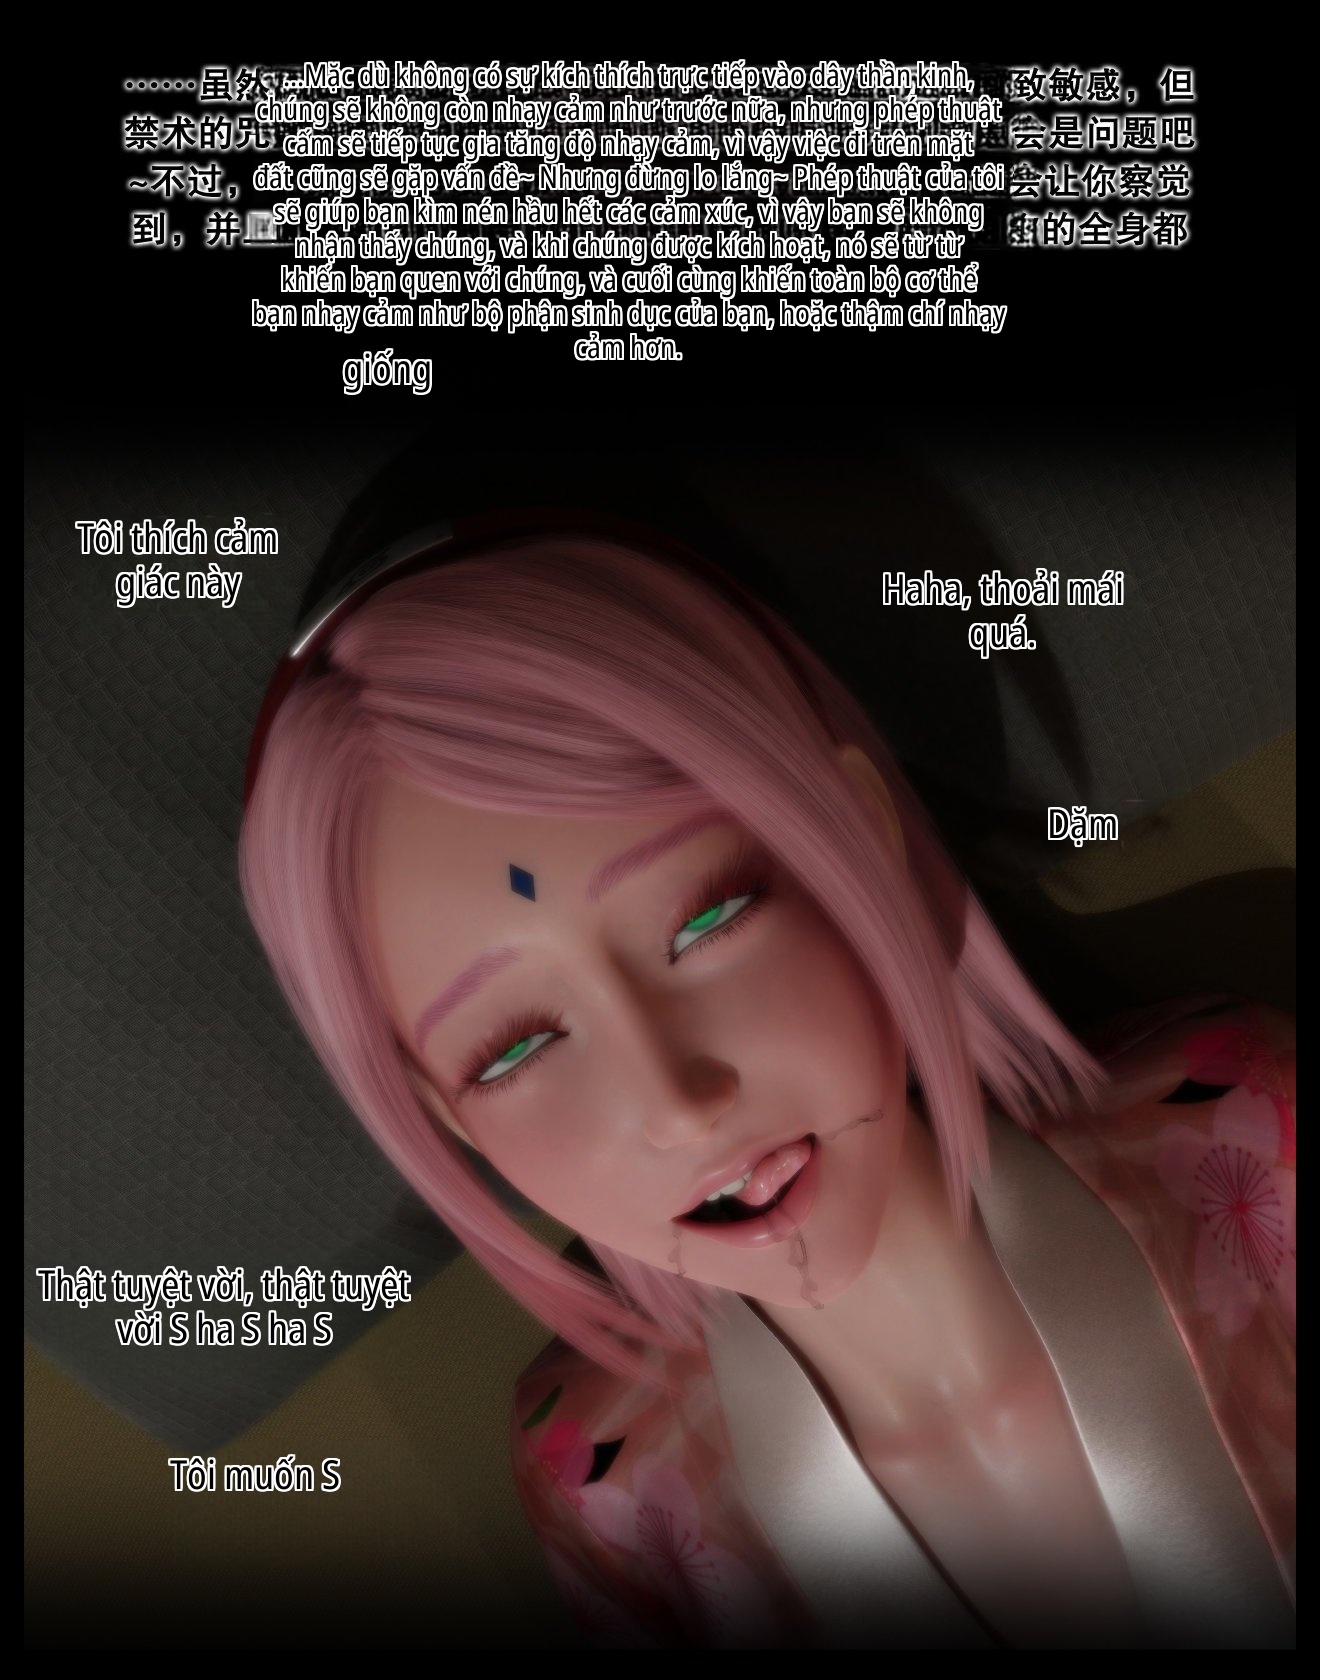 ……虽然
...Mặc dù không có sự kích thích trực tiếp vào dây thần kinh,
致敏感，但
chúng sẽ không còn nhạy cảm như trước nữa, nhưng phép thuật
禁术的咒
会是问题吧
cấm sẽ tiếp tục gia tăng độ nhạy cảm, vì vậy việc đi trên mặt
đất cũng sẽ gặp vấn đề~ Nhưng đừng lo lắng~ Phép thuật của tôi
~不过，
会让你察觉
sẽ giúp bạn kìm nén hầu hết các cảm xúc, vì vậy bạn sẽ không
到，并
的全身都
nhận thấy chúng, và khi chúng được kích hoạt, nó sẽ từ từ
khiến bạn quen với chúng, và cuối cùng khiến toàn bộ cơ thể
bạn nhạy cảm như bộ phận sinh dục của bạn, hoặc thậm chí nhạy
cảm hơn.
giống
Tôi thích cảm
giác này
Haha, thoải mái
quá.
Dặm
Thật tuyệt vời, thật tuyệt
vời S ha S ha S
Tôi muốn S